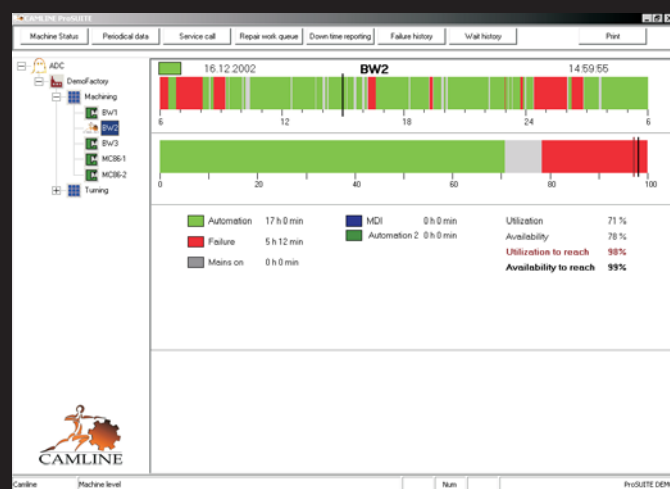 CAMLINE ProSUITE
Machine Status Periodical data Service call Repair work queue Down time reporting Failure history Wait history Print
ADC
DemoFactory
Machining
BW1
BW2
BW3
MC86-1
MC86-2
Turning
16.12.2002 BW2 14:59:55
6 12 18 24 6
0 20 40 60 80 100
Automation 17 h 0 min MDI 0 h 0 min Utilization 71 %
Failure 5 h 12 min Automation 2 0 h 0 min Availability 78 %
Mains on 0 h 0 min Utilization to reach 98%
Availability to reach 99%
CAMLINE
Camline Machine level Num ProSUITE DEM